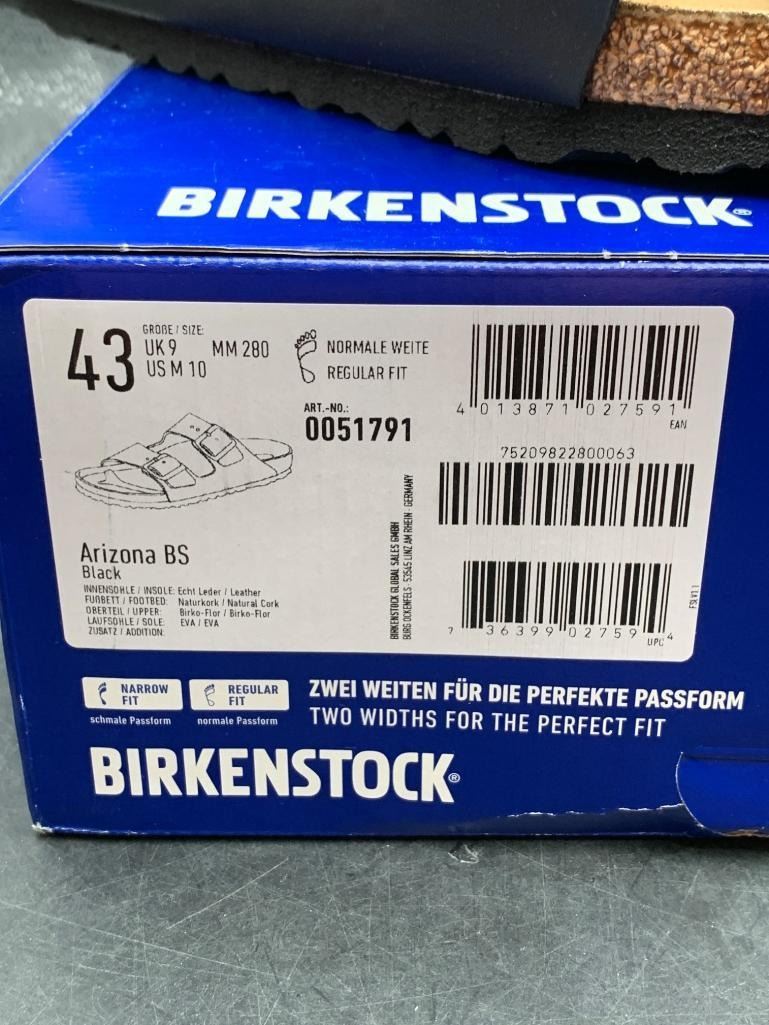 BIRKENSTOCK®
43
GRÖẞE / SIZE:
UK 9 MM 280
US M 10
NORMALE WEITE
REGULAR FIT
ART.-NO.:
0051791
4 013871 027591
EAN
75209822800063
7 36399 02759 4
UPC
FSLV1.1
BIRKENSTOCK GLOBAL SALES GMBH
BURG OCKENFELS · 53545 LINZ AM RHEIN · GERMANY
Arizona BS
Black
INNENSOHLE / INSOLE: Echt Leder / Leather
FUẞBETT / FOOTBED: Naturkork / Natural Cork
OBERTEIL / UPPER: Birko-Flor / Birko-Flor
LAUFSOHLE / SOLE: EVA / EVA
ZUSATZ / ADDITION:
NARROW FIT
schmale Passform
REGULAR FIT
normale Passform
ZWEI WEITEN FÜR DIE PERFEKTE PASSFORM
TWO WIDTHS FOR THE PERFECT FIT
BIRKENSTOCK®